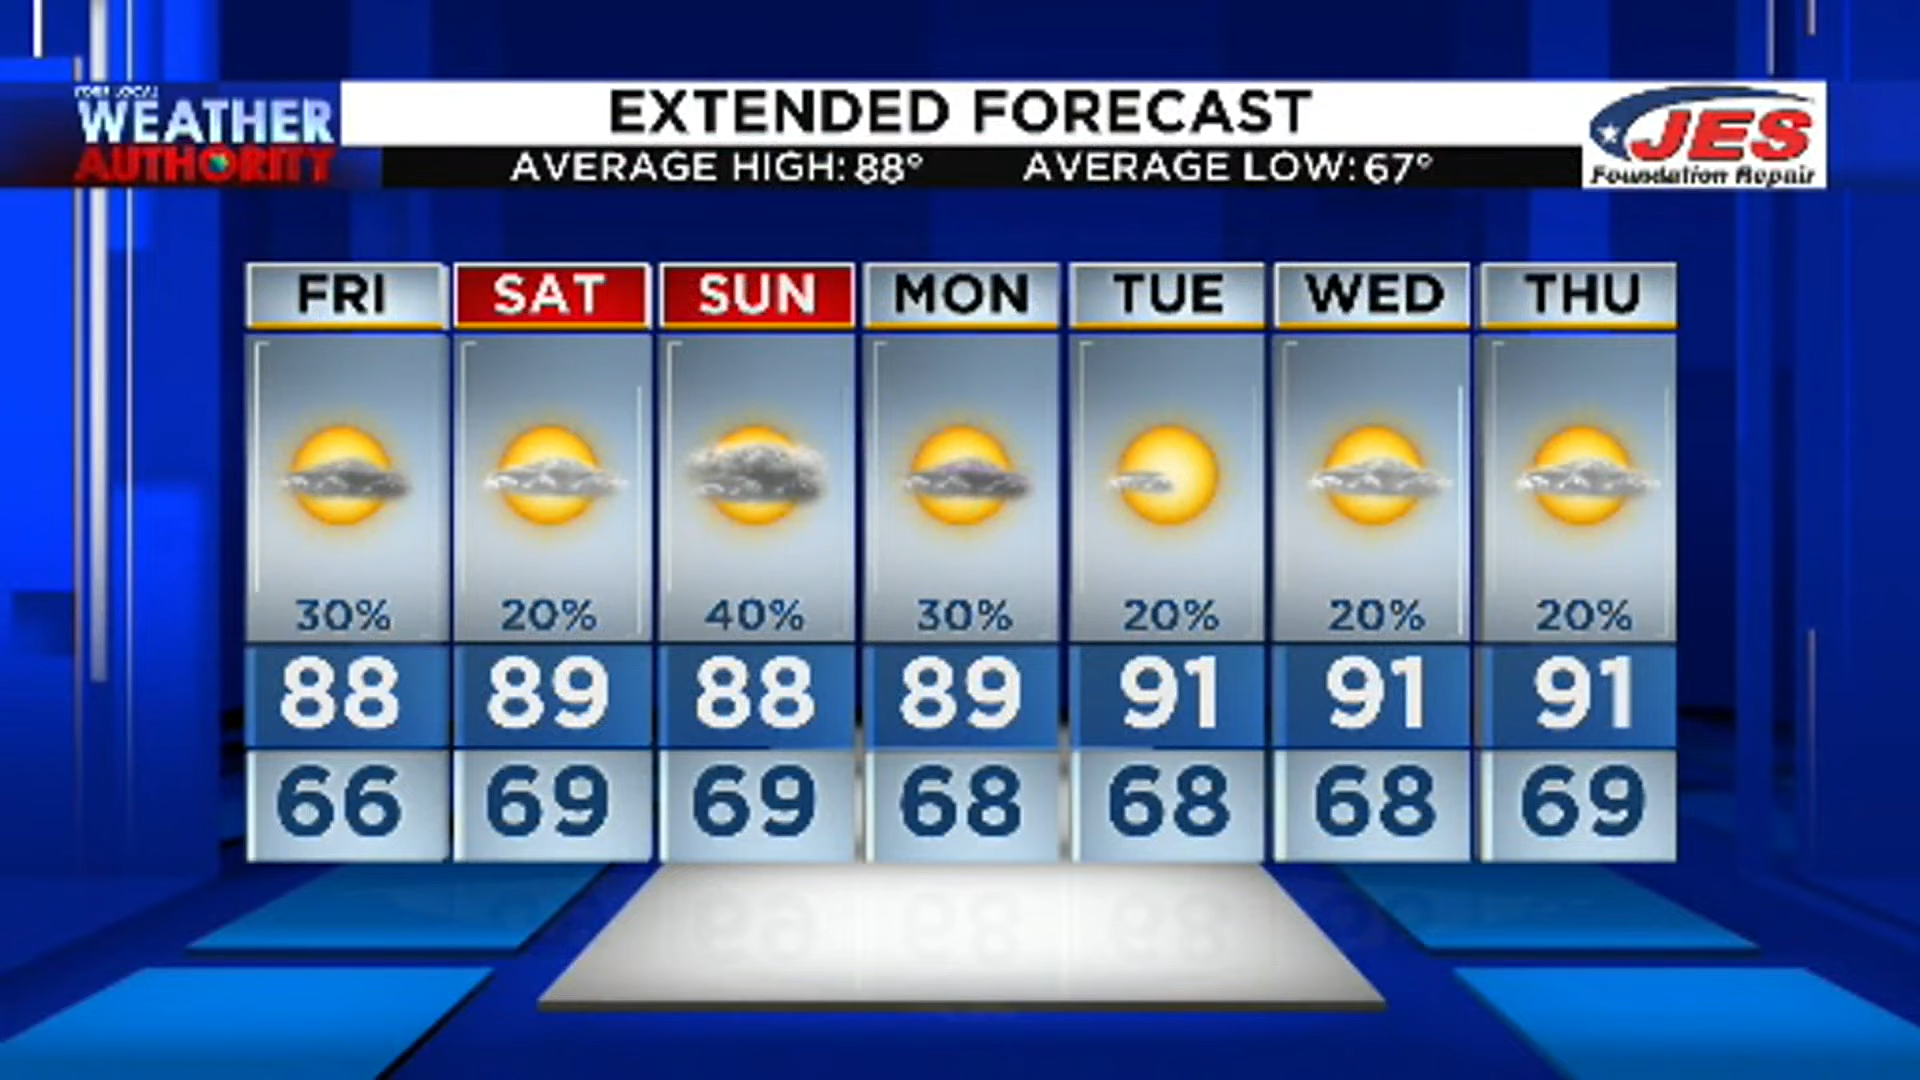 YOUR LOCAL
WEATHER
AUTHORITY
EXTENDED FORECAST
AVERAGE HIGH: 88° AVERAGE LOW: 67°
JES
Foundation Repair
FRI SAT SUN MON TUE WED THU
30% 20% 40% 30% 20% 20% 20%
88 89 88 89 91 91 91
66 69 69 68 68 68 69